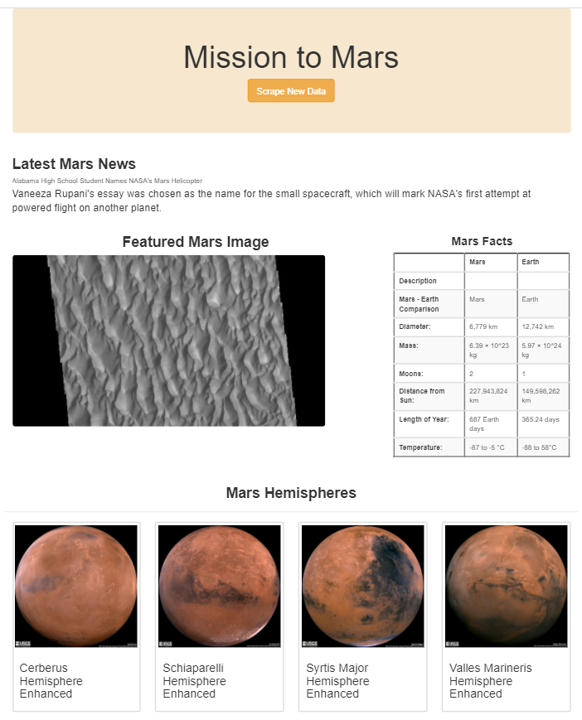 Mission to Mars
Scrape New Data
Latest Mars News
Alabama High School Student Names NASA's Mars Helicopter
Vaneeza Rupani's essay was chosen as the name for the small spacecraft, which will mark NASA's first attempt at
powered flight on another planet.
Featured Mars Image
Mars Facts
Mars Earth
Description
Mars - Earth
Comparison
Mars Earth
Diameter: 6,779 km 12,742 km
Mass: 6.39 × 10^23
kg
5.97 × 10^24
kg
Moons: 2 1
Distance from
Sun:
227,943,824
km
149,598,262
km
Length of Year: 687 Earth
days
365.24 days
Temperature: -87 to -5 °C -88 to 58°C
Mars Hemispheres
USGS
USGS
USGS
USGS
Cerberus
Hemisphere
Enhanced
Schiaparelli
Hemisphere
Enhanced
Syrtis Major
Hemisphere
Enhanced
Valles Marineris
Hemisphere
Enhanced